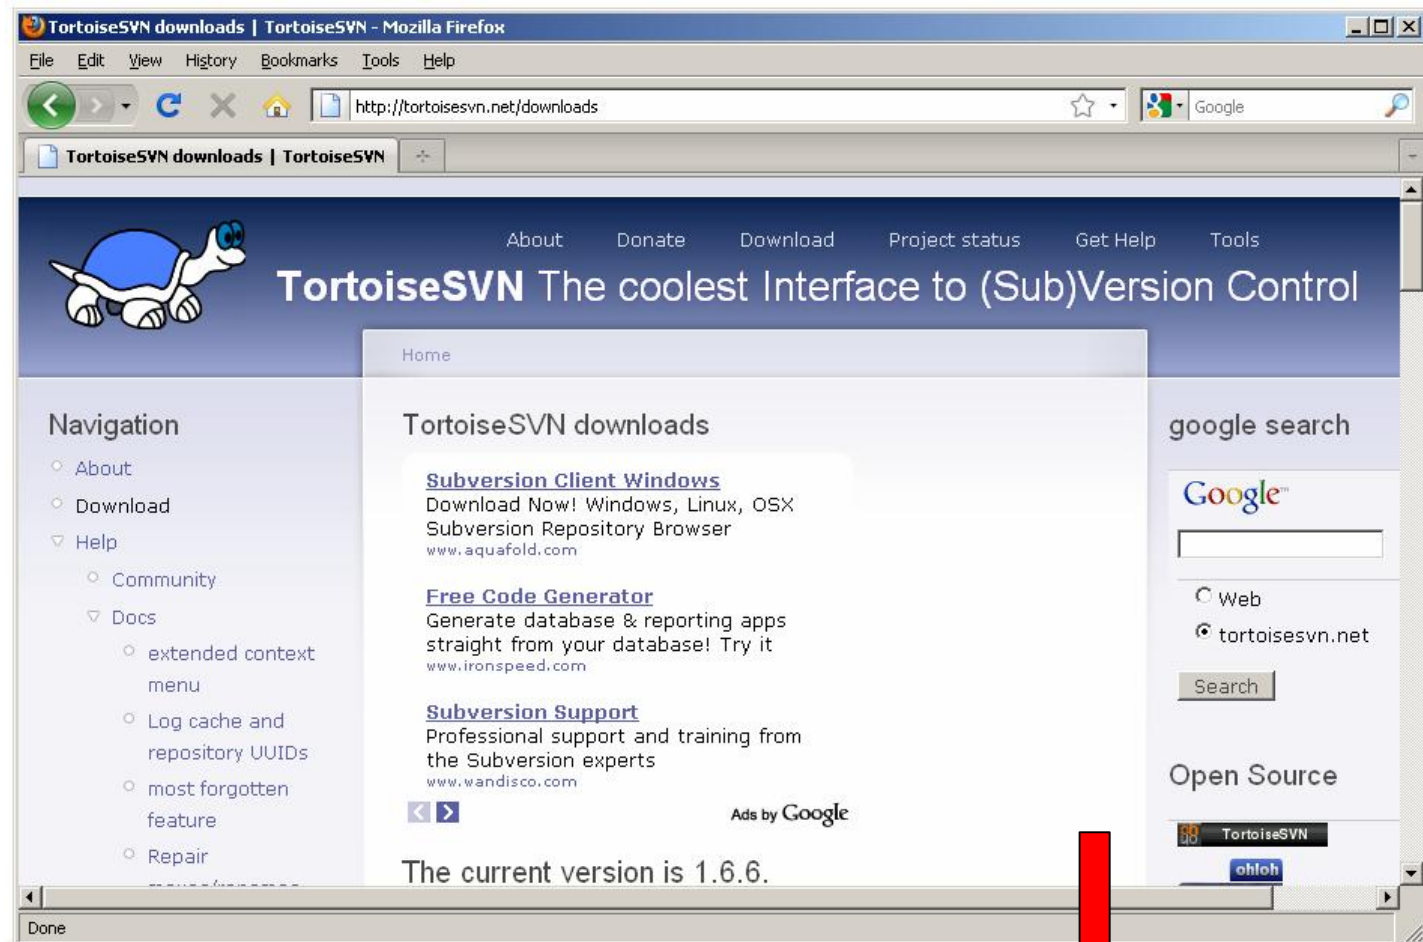 TortoiseSVN downloads | TortoiseSVN - Mozilla Firefox
File Edit View History Bookmarks Tools Help
http://tortoisesvn.net/downloads
Google
TortoiseSVN downloads | TortoiseSVN
About Donate Download Project status Get Help Tools
TortoiseSVN The coolest Interface to (Sub)Version Control
Home
Navigation
About
Download
Help
Community
Docs
extended context
menu
Log cache and
repository UUIDs
most forgotten
feature
Repair
TortoiseSVN downloads
Subversion Client Windows
Download Now! Windows, Linux, OSX
Subversion Repository Browser
www.aquafold.com
Free Code Generator
Generate database & reporting apps
straight from your database! Try it
www.ironspeed.com
Subversion Support
Professional support and training from
the Subversion experts
www.wandisco.com
Ads by Google
The current version is 1.6.6.
google search
Google™
Web
tortoisesvn.net
Search
Open Source
TortoiseSVN
ohloh
Done